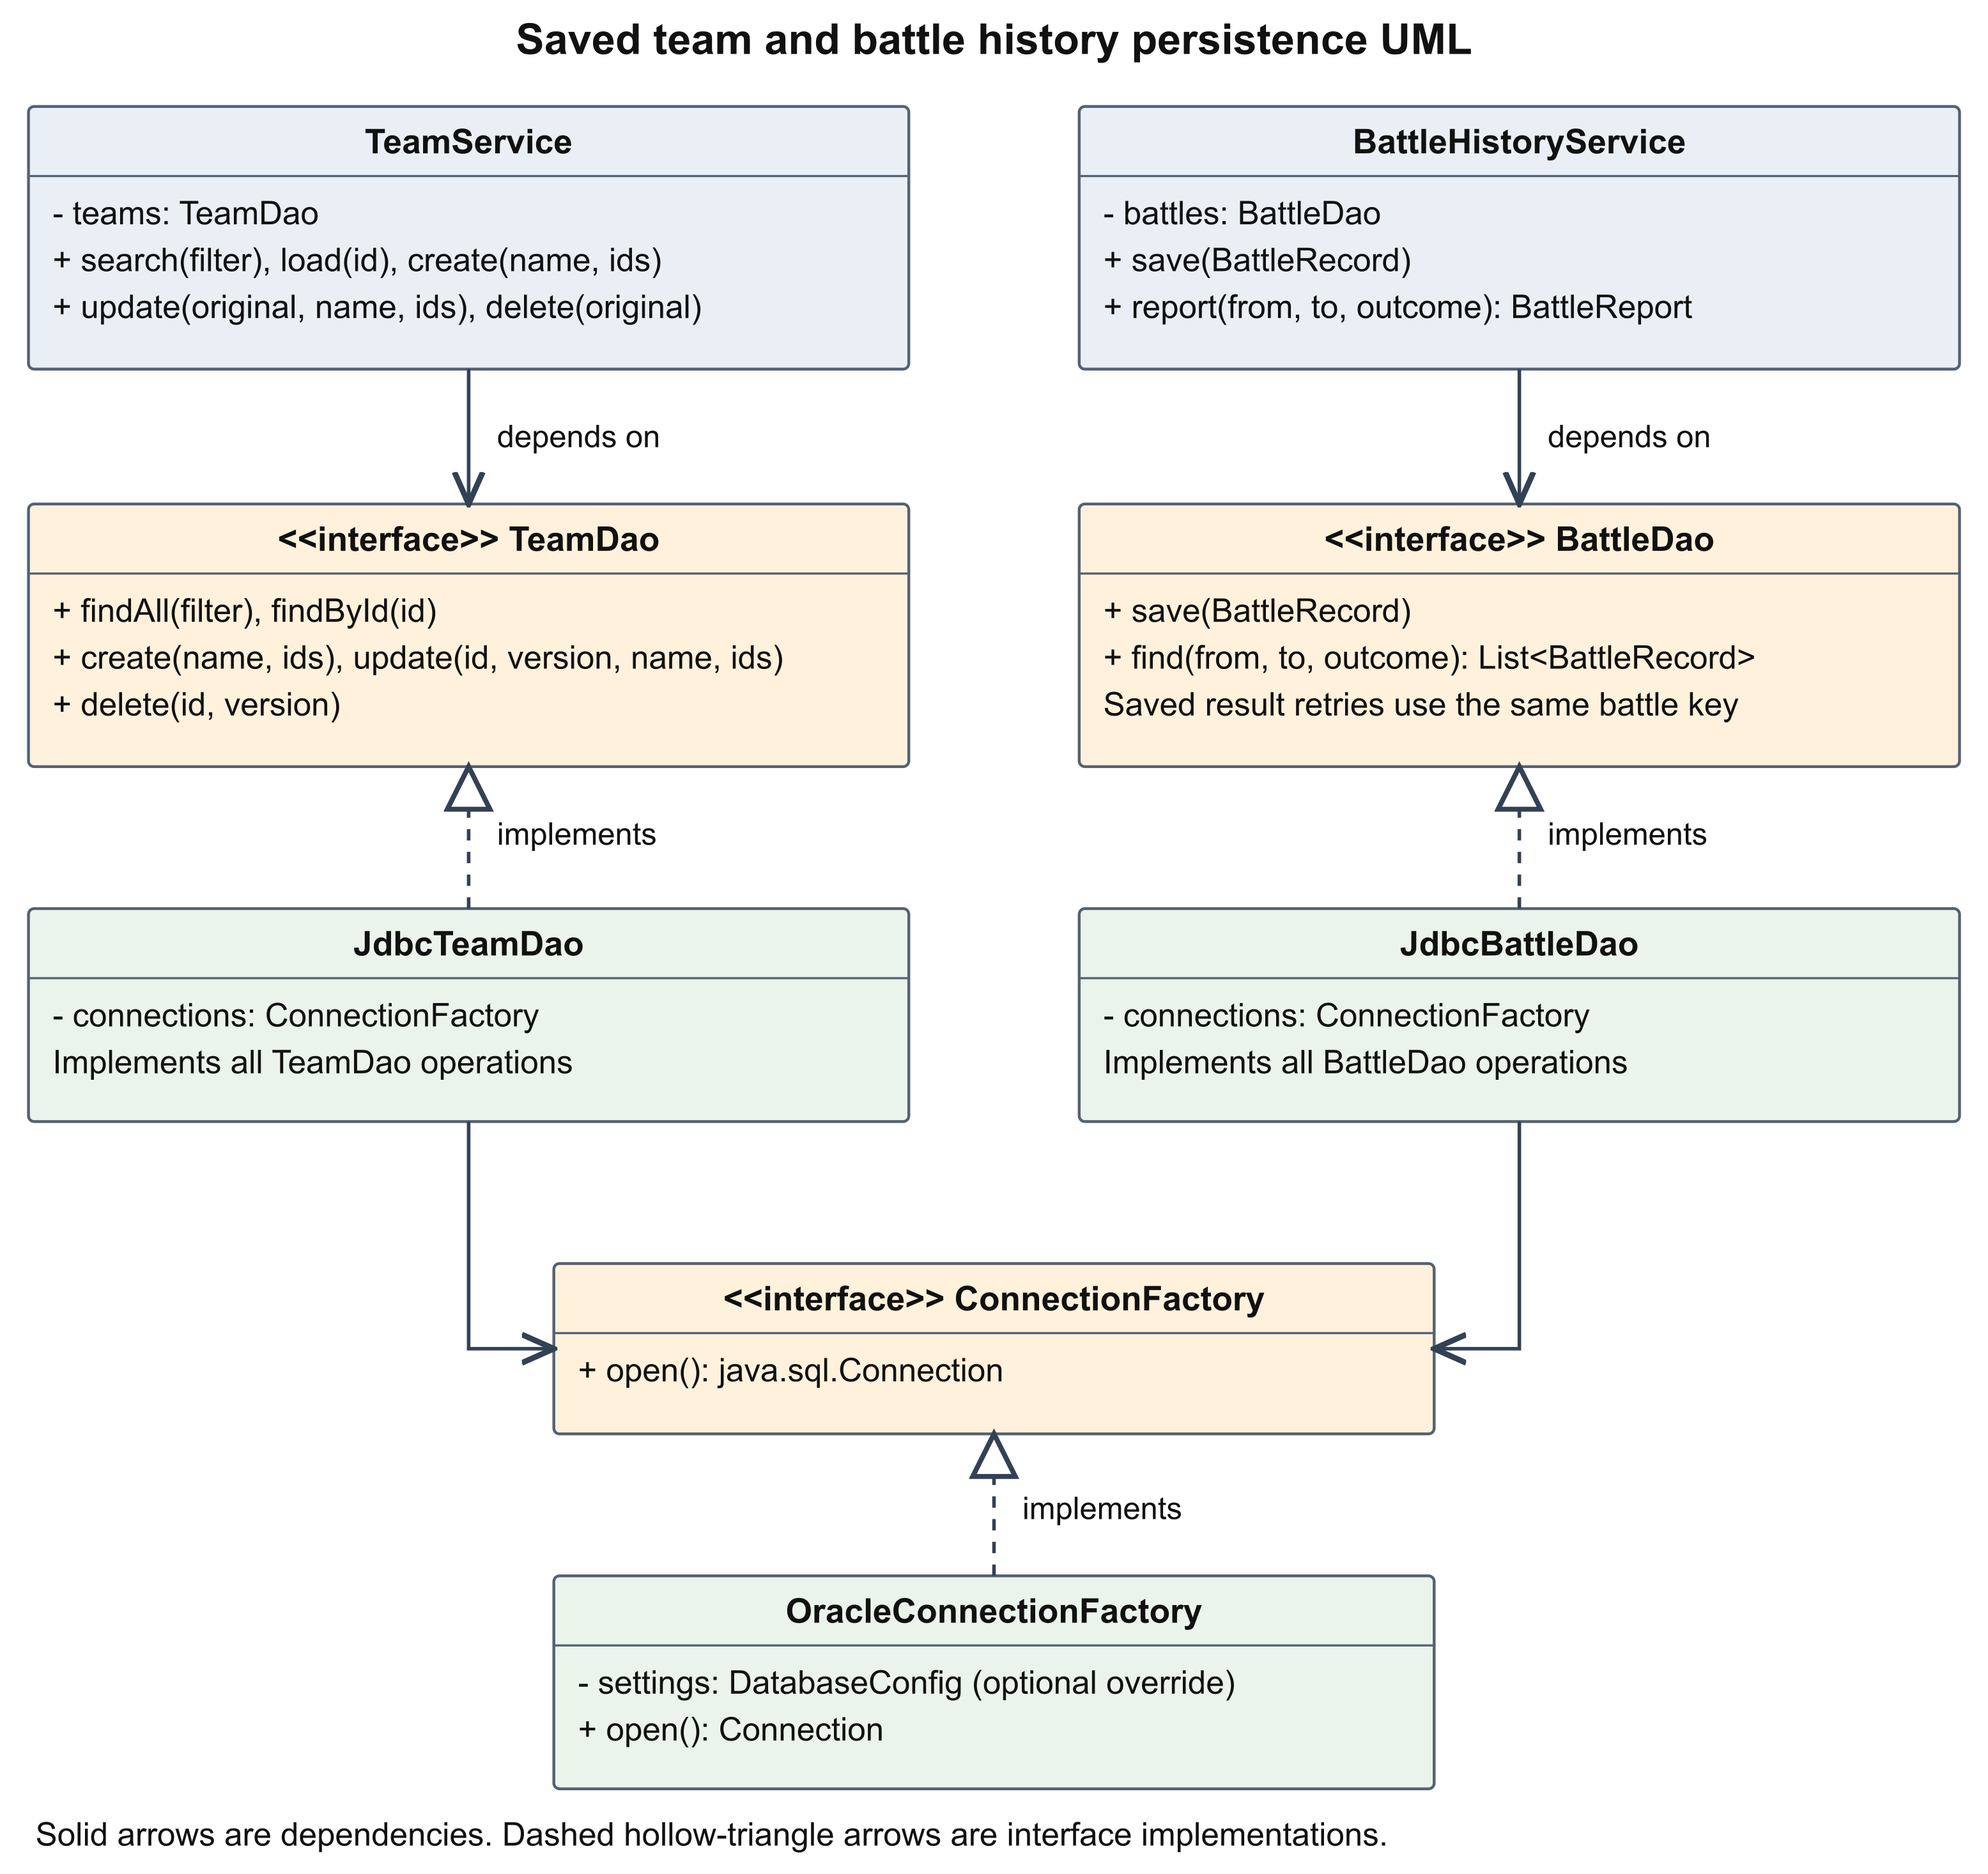 Saved team and battle history persistence UML
TeamService
- teams: TeamDao
+ search(filter), load(id), create(name, ids)
+ update(original, name, ids), delete(original)
BattleHistoryService
- battles: BattleDao
+ save(BattleRecord)
+ report(from, to, outcome): BattleReport
depends on
depends on
<<interface>> TeamDao
+ findAll(filter), findById(id)
+ create(name, ids), update(id, version, name, ids)
+ delete(id, version)
<<interface>> BattleDao
+ save(BattleRecord)
+ find(from, to, outcome): List<BattleRecord>
Saved result retries use the same battle key
implements
implements
JdbcTeamDao
- connections: ConnectionFactory
Implements all TeamDao operations
JdbcBattleDao
- connections: ConnectionFactory
Implements all BattleDao operations
<<interface>> ConnectionFactory
+ open(): java.sql.Connection
implements
OracleConnectionFactory
- settings: DatabaseConfig (optional override)
+ open(): Connection
Solid arrows are dependencies. Dashed hollow-triangle arrows are interface implementations.